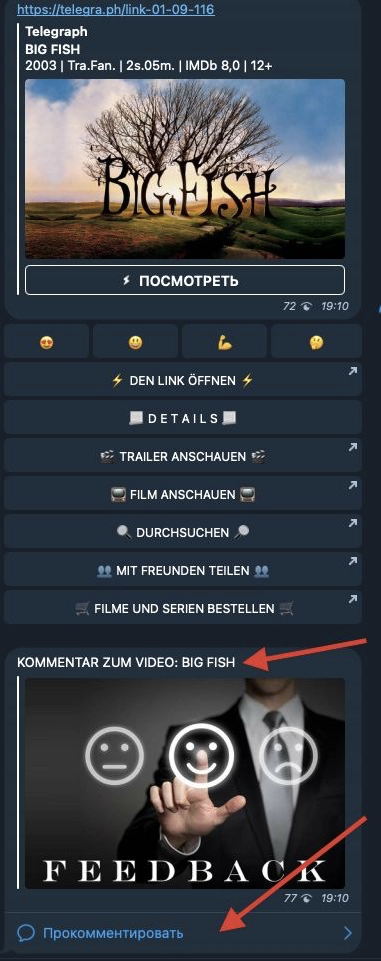 https://telegra.ph/link-01-09-116
Telegraph
BIG FISH
2003 | Tra.Fan. | 2s.05m. | IMDb 8,0 | 12+
BIG FISH
⚡ ПОСМОТРЕТЬ
72 19:10
⚡ DEN LINK ÖFFNEN ⚡
D E T A I L S
TRAILER ANSCHAUEN
FILM ANSCHAUEN
DURCHSUCHEN
MIT FREUNDEN TEILEN
FILME UND SERIEN BESTELLEN
KOMMENTAR ZUM VIDEO: BIG FISH
FEEDBACK
77 19:10
Прокомментировать